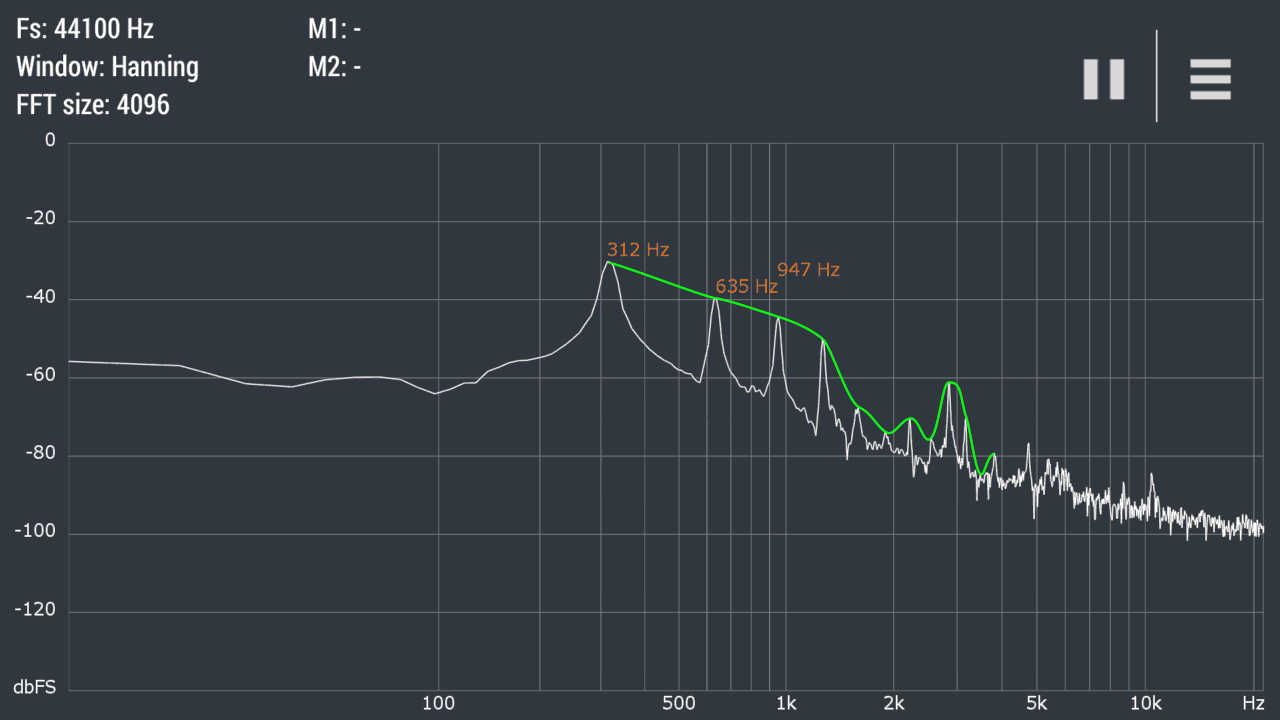 Fs: 44100 Hz
M1: -
Window: Hanning
M2: -
FFT size: 4096
0
-20
312 Hz
947 Hz
635 Hz
-40
-60
-80
-100
-120
dbFS
100
500
1k
2k
5k
10k
Hz